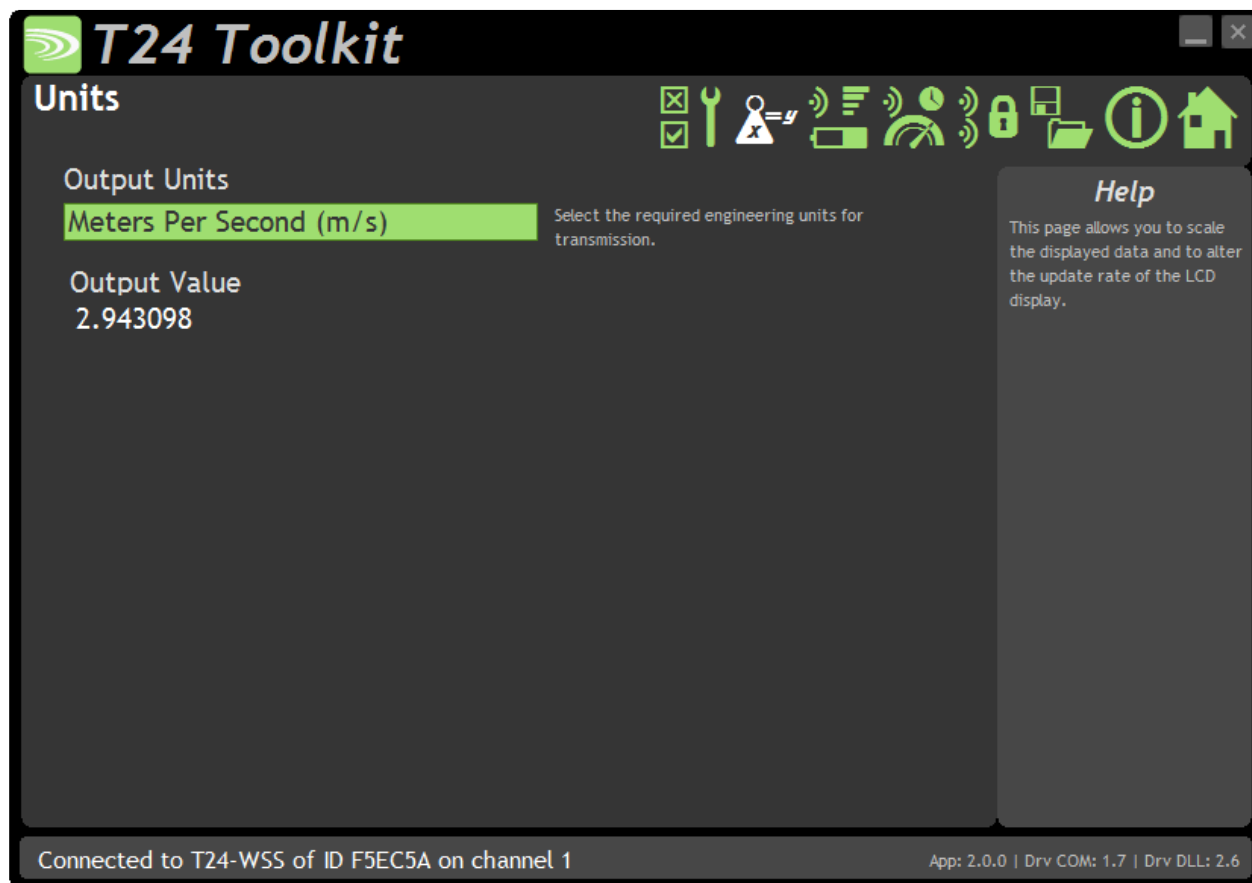 T24 Toolkit
Units
x=y
Output Units
Meters Per Second (m/s)
Select the required engineering units for
transmission.
Output Value
2.943098
Help
This page allows you to scale
the displayed data and to alter
the update rate of the LCD
display.
Connected to T24-WSS of ID F5EC5A on channel 1
App: 2.0.0 | Drv COM: 1.7 | Drv DLL: 2.6